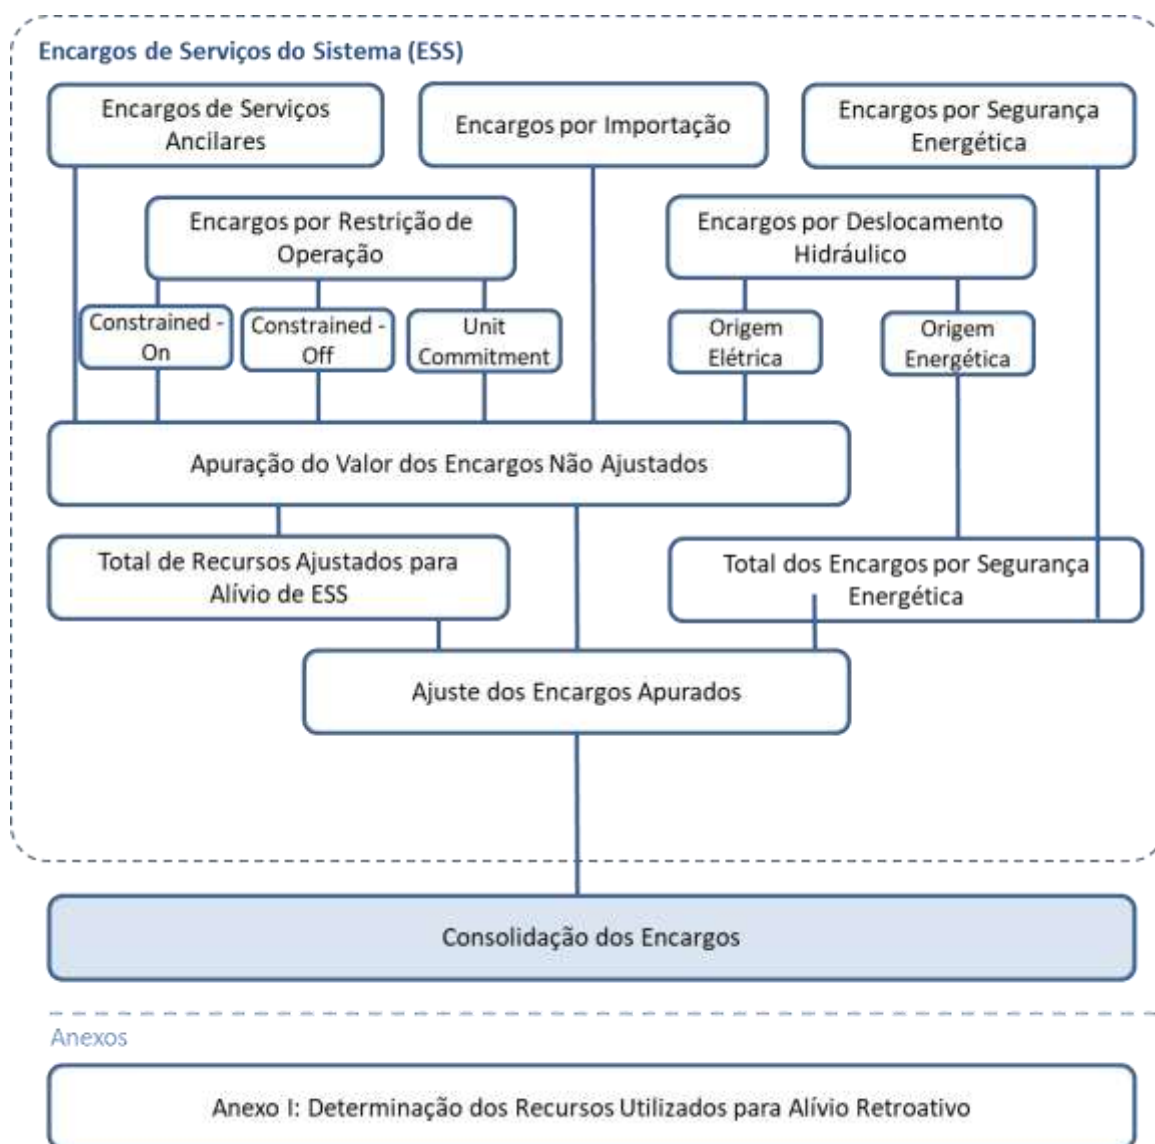 Encargos de Serviços do Sistema (ESS)
Encargos de Serviços
Ancilares
Encargos por Importação
Encargos por Segurança
Energética
Encargos por Restrição de
Operação
Encargos por Deslocamento
Hidráulico
Constrained -
On
Constrained -
Off
Unit
Commitment
Origem
Elétrica
Origem
Energética
Apuração do Valor dos Encargos Não Ajustados
Total de Recursos Ajustados para
Alívio de ESS
Total dos Encargos por Segurança
Energética
Ajuste dos Encargos Apurados
Consolidação dos Encargos
Anexos
Anexo I: Determinação dos Recursos Utilizados para Alívio Retroativo